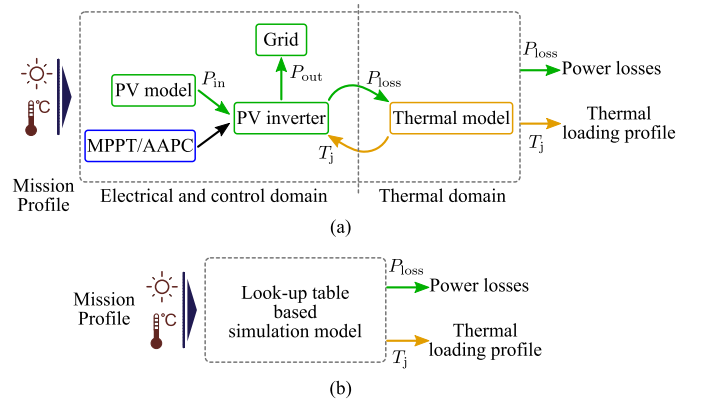 Grid
P_loss
PV model
P_in
P_out
P_loss
Power losses
°C
PV inverter
Thermal model
Thermal
loading profile
MPPT/AAPC
T_j
T_j
Mission
Profile
Electrical and control domain
Thermal domain
(a)
P_loss
Mission
Profile
Look-up table
based
simulation model
Power losses
°C
Thermal
loading profile
T_j
(b)